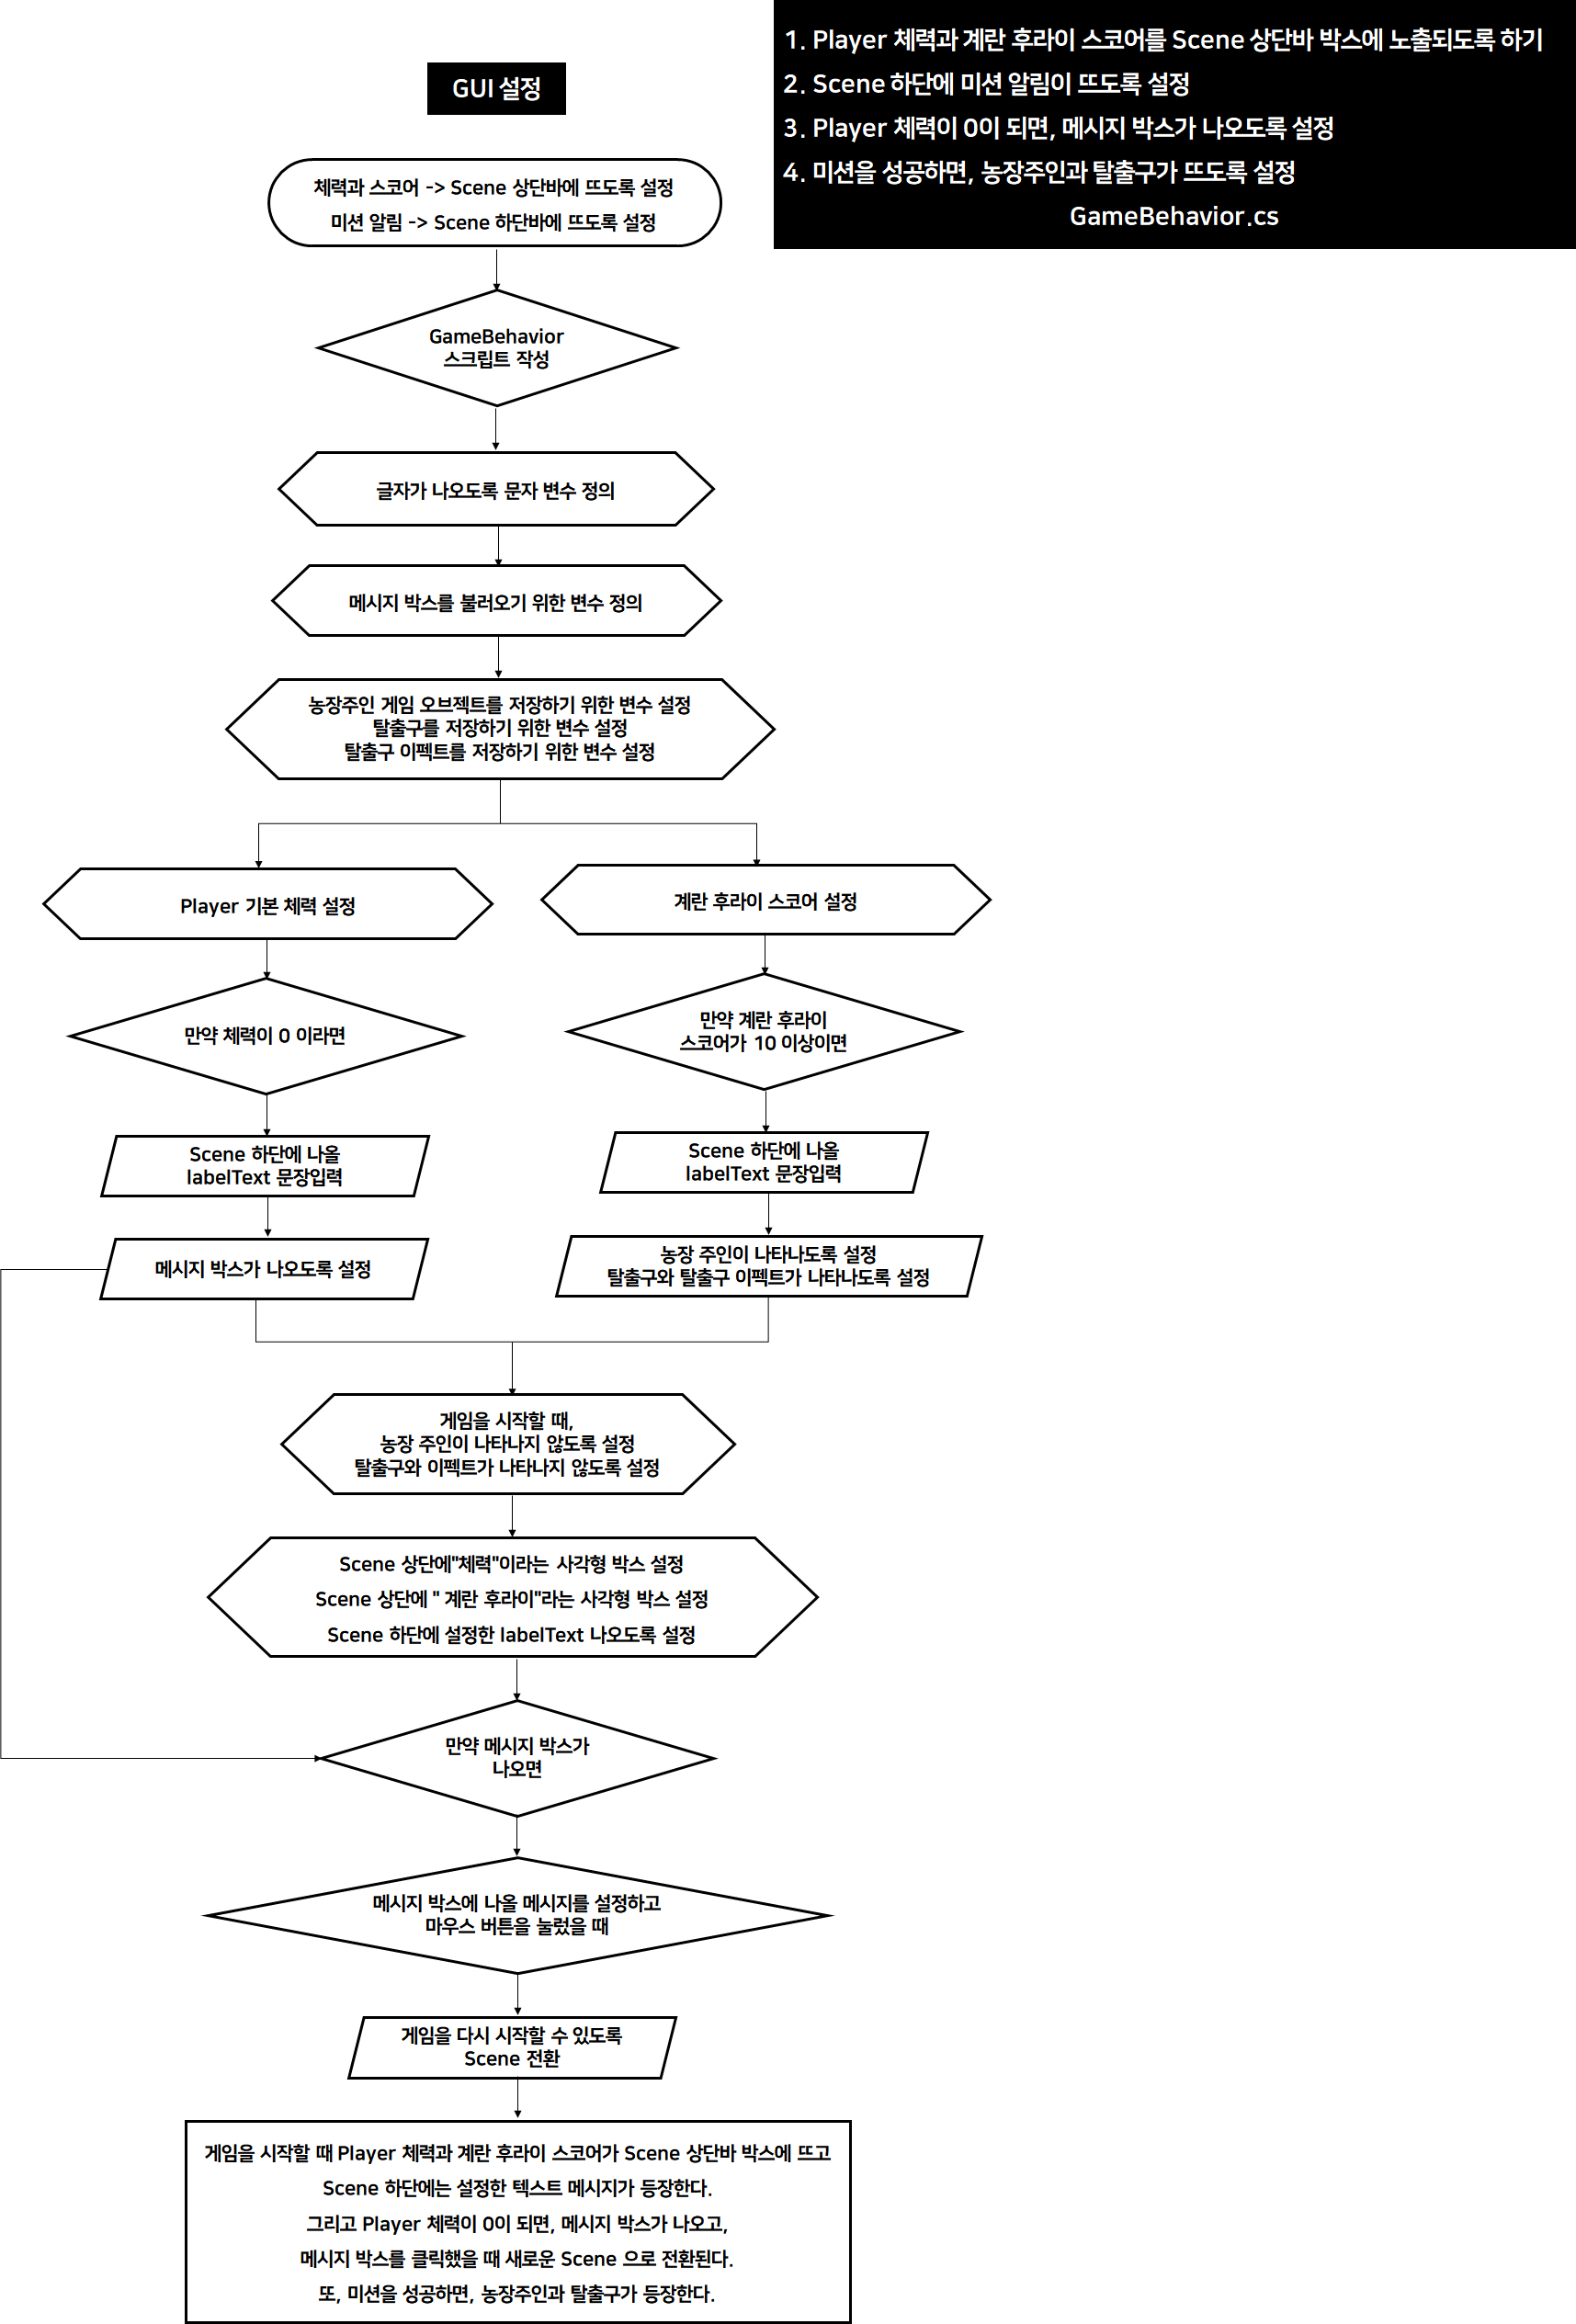 1. Player 체력과 계란 후라이 스코어를 Scene 상단바 박스에 노출되도록 하기
2. Scene 하단에 미션 알림이 뜨도록 설정
3. Player 체력이 0이 되면, 메시지 박스가 나오도록 설정
4. 미션을 성공하면, 농장주인과 탈출구가 뜨도록 설정
GameBehavior.cs
GUI 설정
체력과 스코어 -> Scene 상단바에 뜨도록 설정
미션 알림 -> Scene 하단바에 뜨도록 설정
GameBehavior
스크립트 작성
글자가 나오도록 문자 변수 정의
메시지 박스를 불러오기 위한 변수 정의
농장주인 게임 오브젝트를 저장하기 위한 변수 설정
탈출구를 저장하기 위한 변수 설정
탈출구 이펙트를 저장하기 위한 변수 설정
Player 기본 체력 설정
계란 후라이 스코어 설정
만약 체력이 0 이라면
만약 계란 후라이
스코어가 10 이상이면
Scene 하단에 나올
labelText 문장입력
Scene 하단에 나올
labelText 문장입력
메시지 박스가 나오도록 설정
농장 주인이 나타나도록 설정
탈출구와 탈출구 이펙트가 나타나도록 설정
게임을 시작할 때,
농장 주인이 나타나지 않도록 설정
탈출구와 이펙트가 나타나지 않도록 설정
Scene 상단에"체력"이라는 사각형 박스 설정
Scene 상단에 " 계란 후라이"라는 사각형 박스 설정
Scene 하단에 설정한 labelText 나오도록 설정
만약 메시지 박스가
나오면
메시지 박스에 나올 메시지를 설정하고
마우스 버튼을 눌렀을 때
게임을 다시 시작할 수 있도록
Scene 전환
게임을 시작할 때 Player 체력과 계란 후라이 스코어가 Scene 상단바 박스에 뜨고
Scene 하단에는 설정한 텍스트 메시지가 등장한다.
그리고 Player 체력이 0이 되면, 메시지 박스가 나오고,
메시지 박스를 클릭했을 때 새로운 Scene 으로 전환된다.
또, 미션을 성공하면, 농장주인과 탈출구가 등장한다.